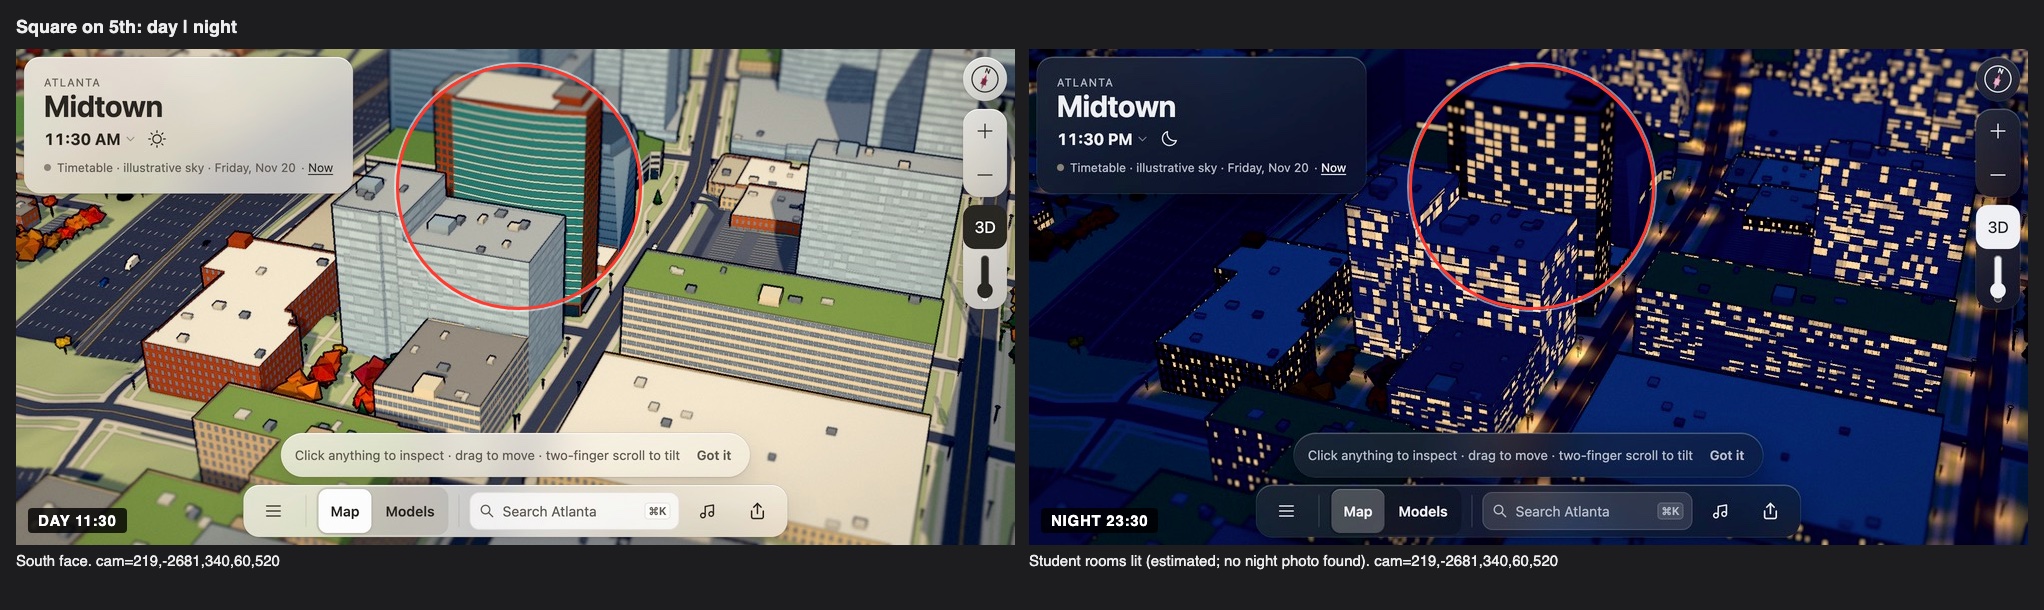 Square on 5th: day | night
ATLANTA
Midtown
11:30 AM
Timetable · illustrative sky · Friday, Nov 20 · Now
N
+
−
3D
Click anything to inspect · drag to move · two-finger scroll to tilt Got it
Map Models Search Atlanta ⌘K
DAY 11:30
South face. cam=219,-2681,340,60,520
ATLANTA
Midtown
11:30 PM
Timetable · illustrative sky · Friday, Nov 20 · Now
N
+
−
3D
Click anything to inspect · drag to move · two-finger scroll to tilt Got it
Map Models Search Atlanta ⌘K
NIGHT 23:30
Student rooms lit (estimated; no night photo found). cam=219,-2681,340,60,520